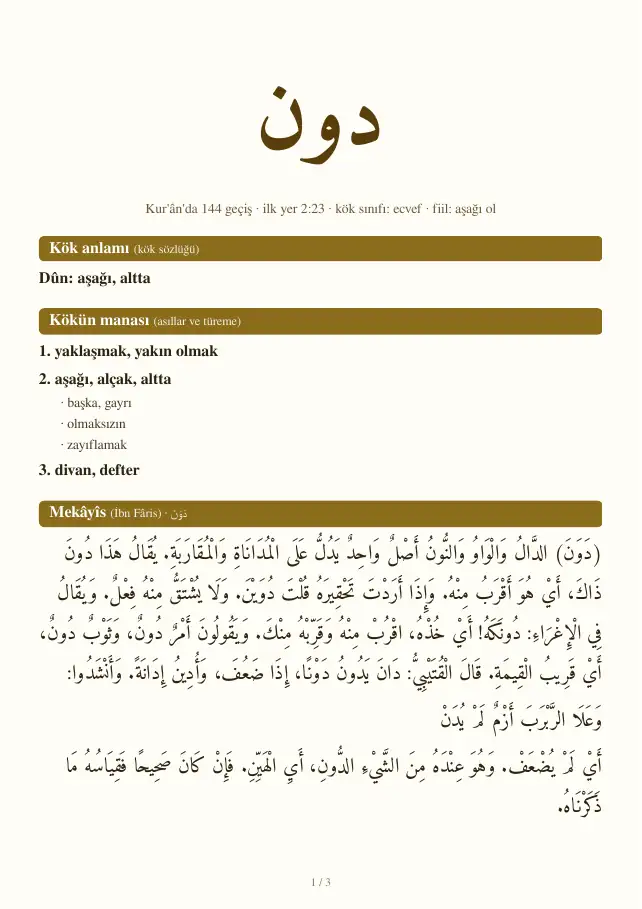 دون
Kur'ân'da 144 geçiş · ilk yer 2:23 · kök sınıfı: ecvef · fiil: aşağı ol
Kök anlamı (kök sözlüğü)
Dûn: aşağı, altta
Kökün manası (asıllar ve türeme)
1. yaklaşmak, yakın olmak
2. aşağı, alçak, altta
· başka, gayrı
· olmaksızın
· zayıflamak
3. divan, defter
Mekâyîs (İbn Fâris) · دَوَنَ
(دَوَنَ) الدَّالُ وَالْوَاوُ وَالنُّونُ أَصْلٌ وَاحِدٌ يَدُلُّ عَلَى الْمُدَانَاةِ وَالْمُقَارَبَةِ. يُقَالُ هَذَا دُونَ
ذَاكَ، أَيْ هُوَ أَقْرَبُ مِنْهُ. وَإِذَا أَرَدْتَ تَحْقِيرَهُ قُلْتَ دُوَيْنَ. وَلَا يُشْتَقُّ مِنْهُ فِعْلٌ. وَيُقَالُ
فِي الْإِغْرَاءِ: دُونَكَهُ! أَيْ خُذْهُ، اقْرُبْ مِنْهُ وَقَرِّبْهُ مِنْكَ. وَيَقُولُونَ أَمْرٌ دُونٌ، وَثَوْبٌ دُونٌ،
أَيْ قَرِيبُ الْقِيمَةِ. قَالَ الْقُتَيْبِيُّ: دَانَ يَدُونُ دَوْنًا، إِذَا ضَعُفَ، وَأُدِينُ إِدَانَةً. وَأَنْشَدُوا:
وَعَلَا الرَّبْرَبَ أَزْمٌ لَمْ يُدَنْ
أَيْ لَمْ يُضْعَفْ. وَهُوَ عِنْدَهُ مِنَ الشَّيْءِ الدُّونِ، أَيِ الْهَيِّنِ. فَإِنْ كَانَ صَحِيحًا فَقِيَاسُهُ مَا
ذَكَرْنَاهُ.
1 / 3